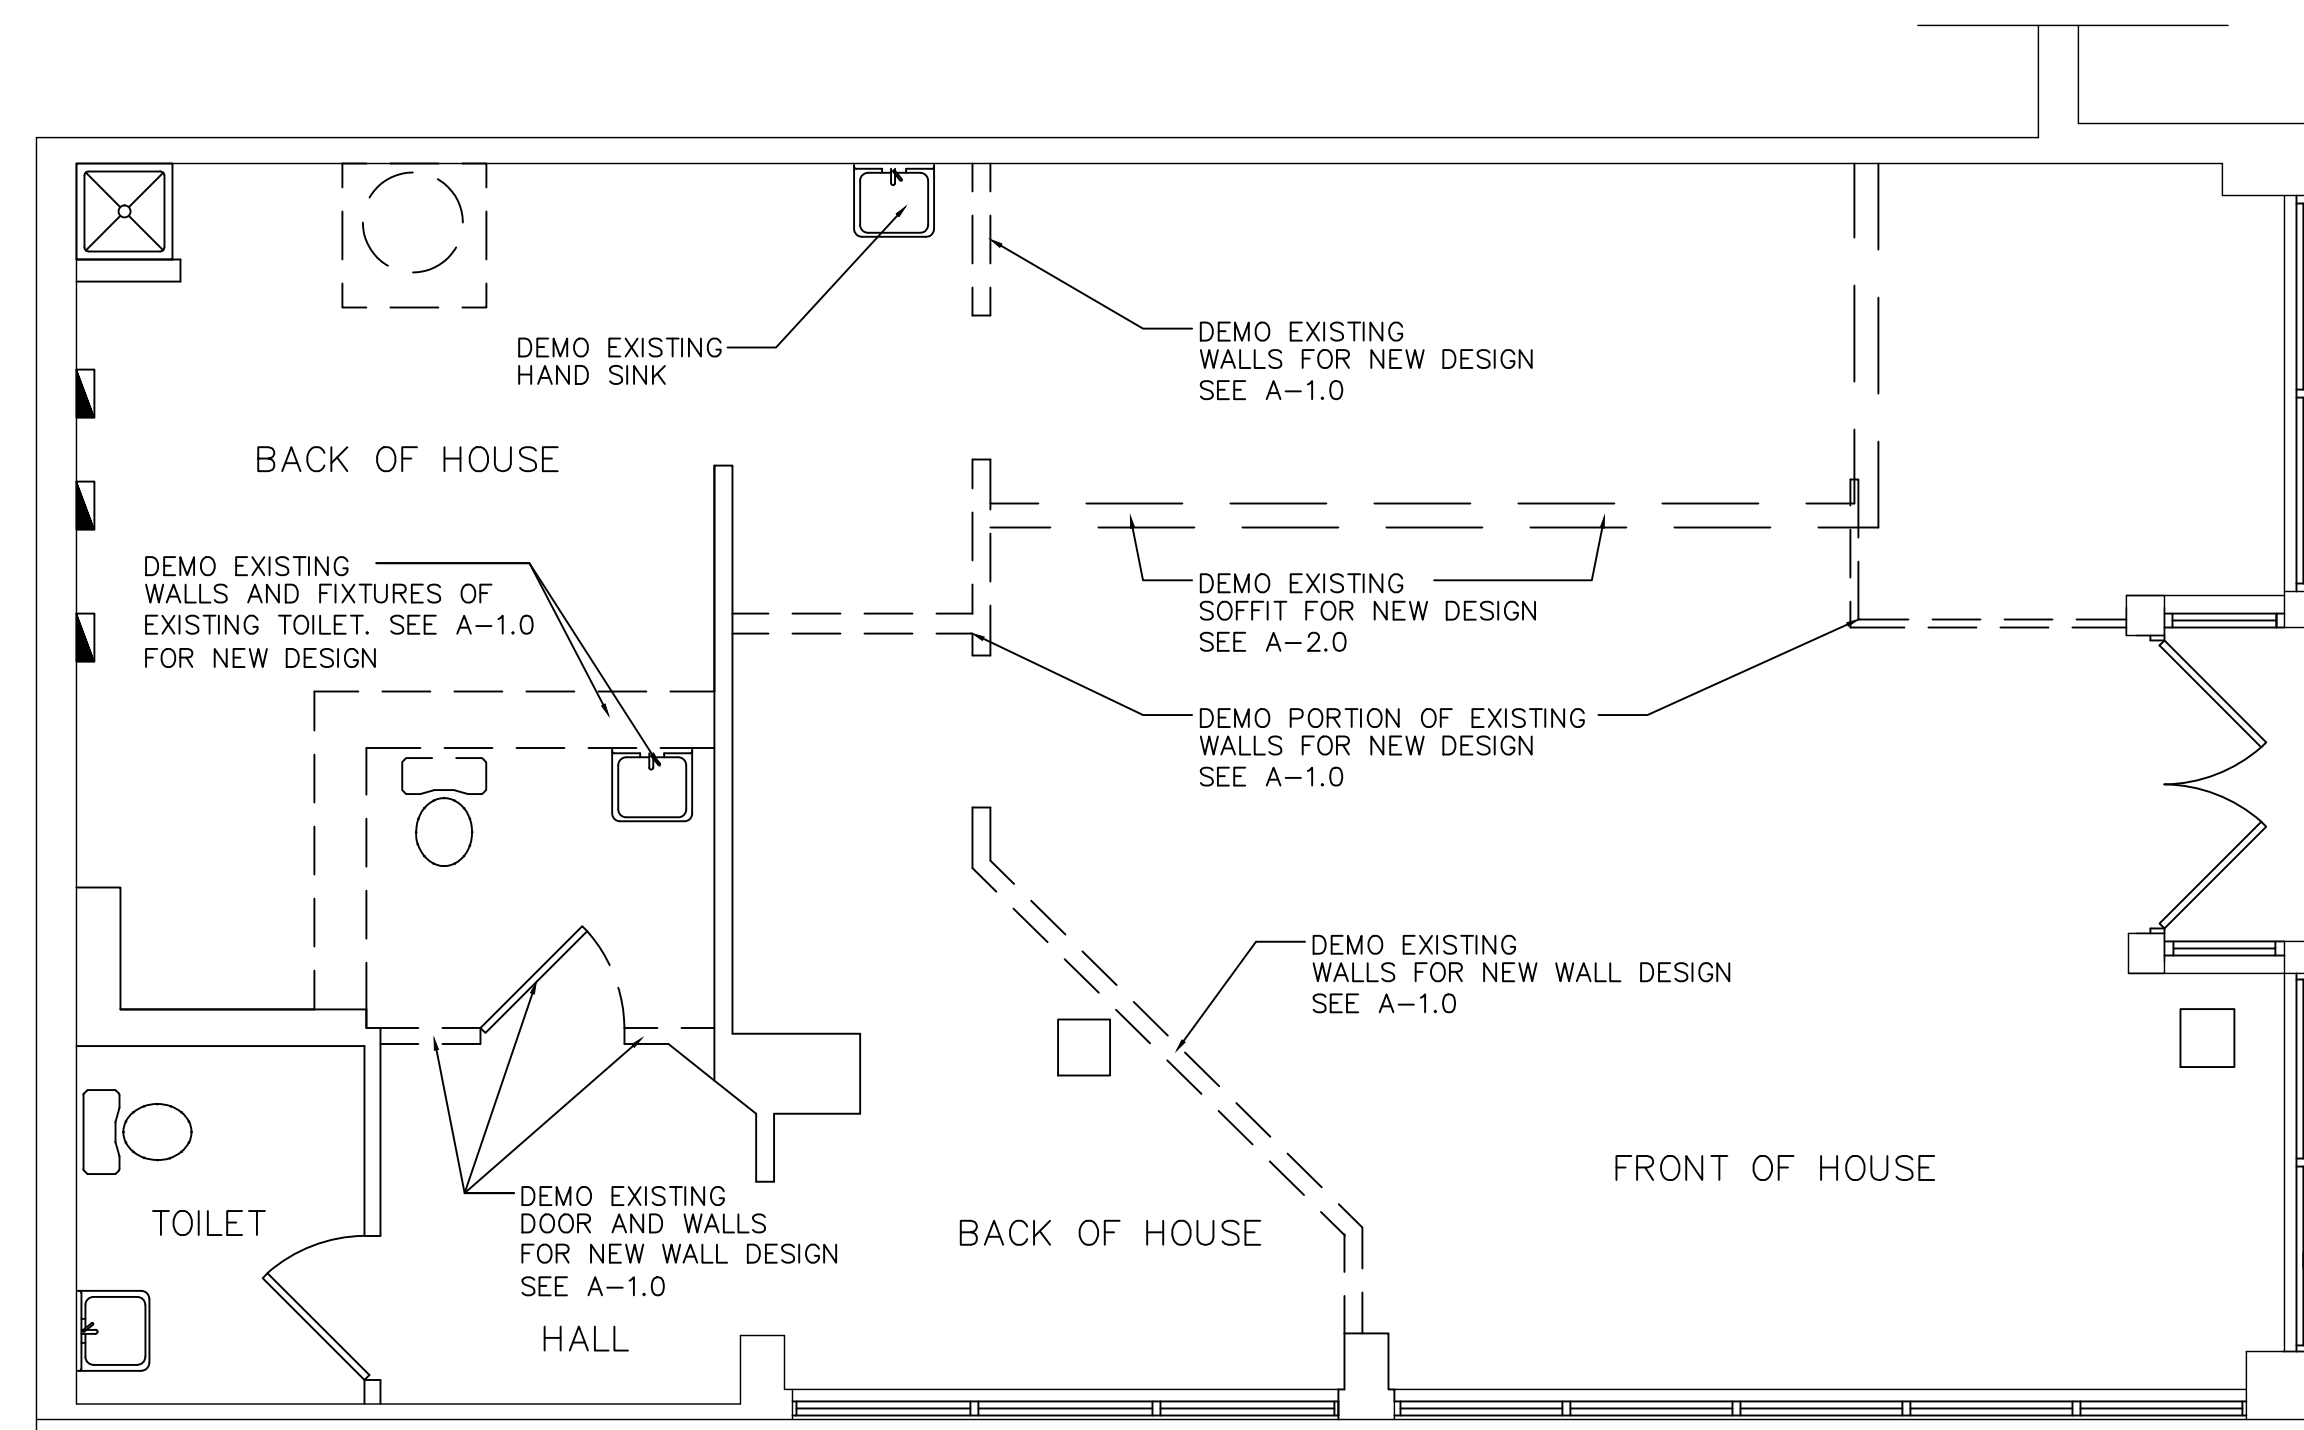 DEMO EXISTING
HAND SINK
DEMO EXISTING
WALLS FOR NEW DESIGN
SEE A-1.0
BACK OF HOUSE
DEMO EXISTING
WALLS AND FIXTURES OF
EXISTING TOILET. SEE A-1.0
FOR NEW DESIGN
DEMO EXISTING
SOFFIT FOR NEW DESIGN
SEE A-2.0
DEMO PORTION OF EXISTING
WALLS FOR NEW DESIGN
SEE A-1.0
DEMO EXISTING
WALLS FOR NEW WALL DESIGN
SEE A-1.0
FRONT OF HOUSE
TOILET
DEMO EXISTING
DOOR AND WALLS
FOR NEW WALL DESIGN
SEE A-1.0
BACK OF HOUSE
HALL